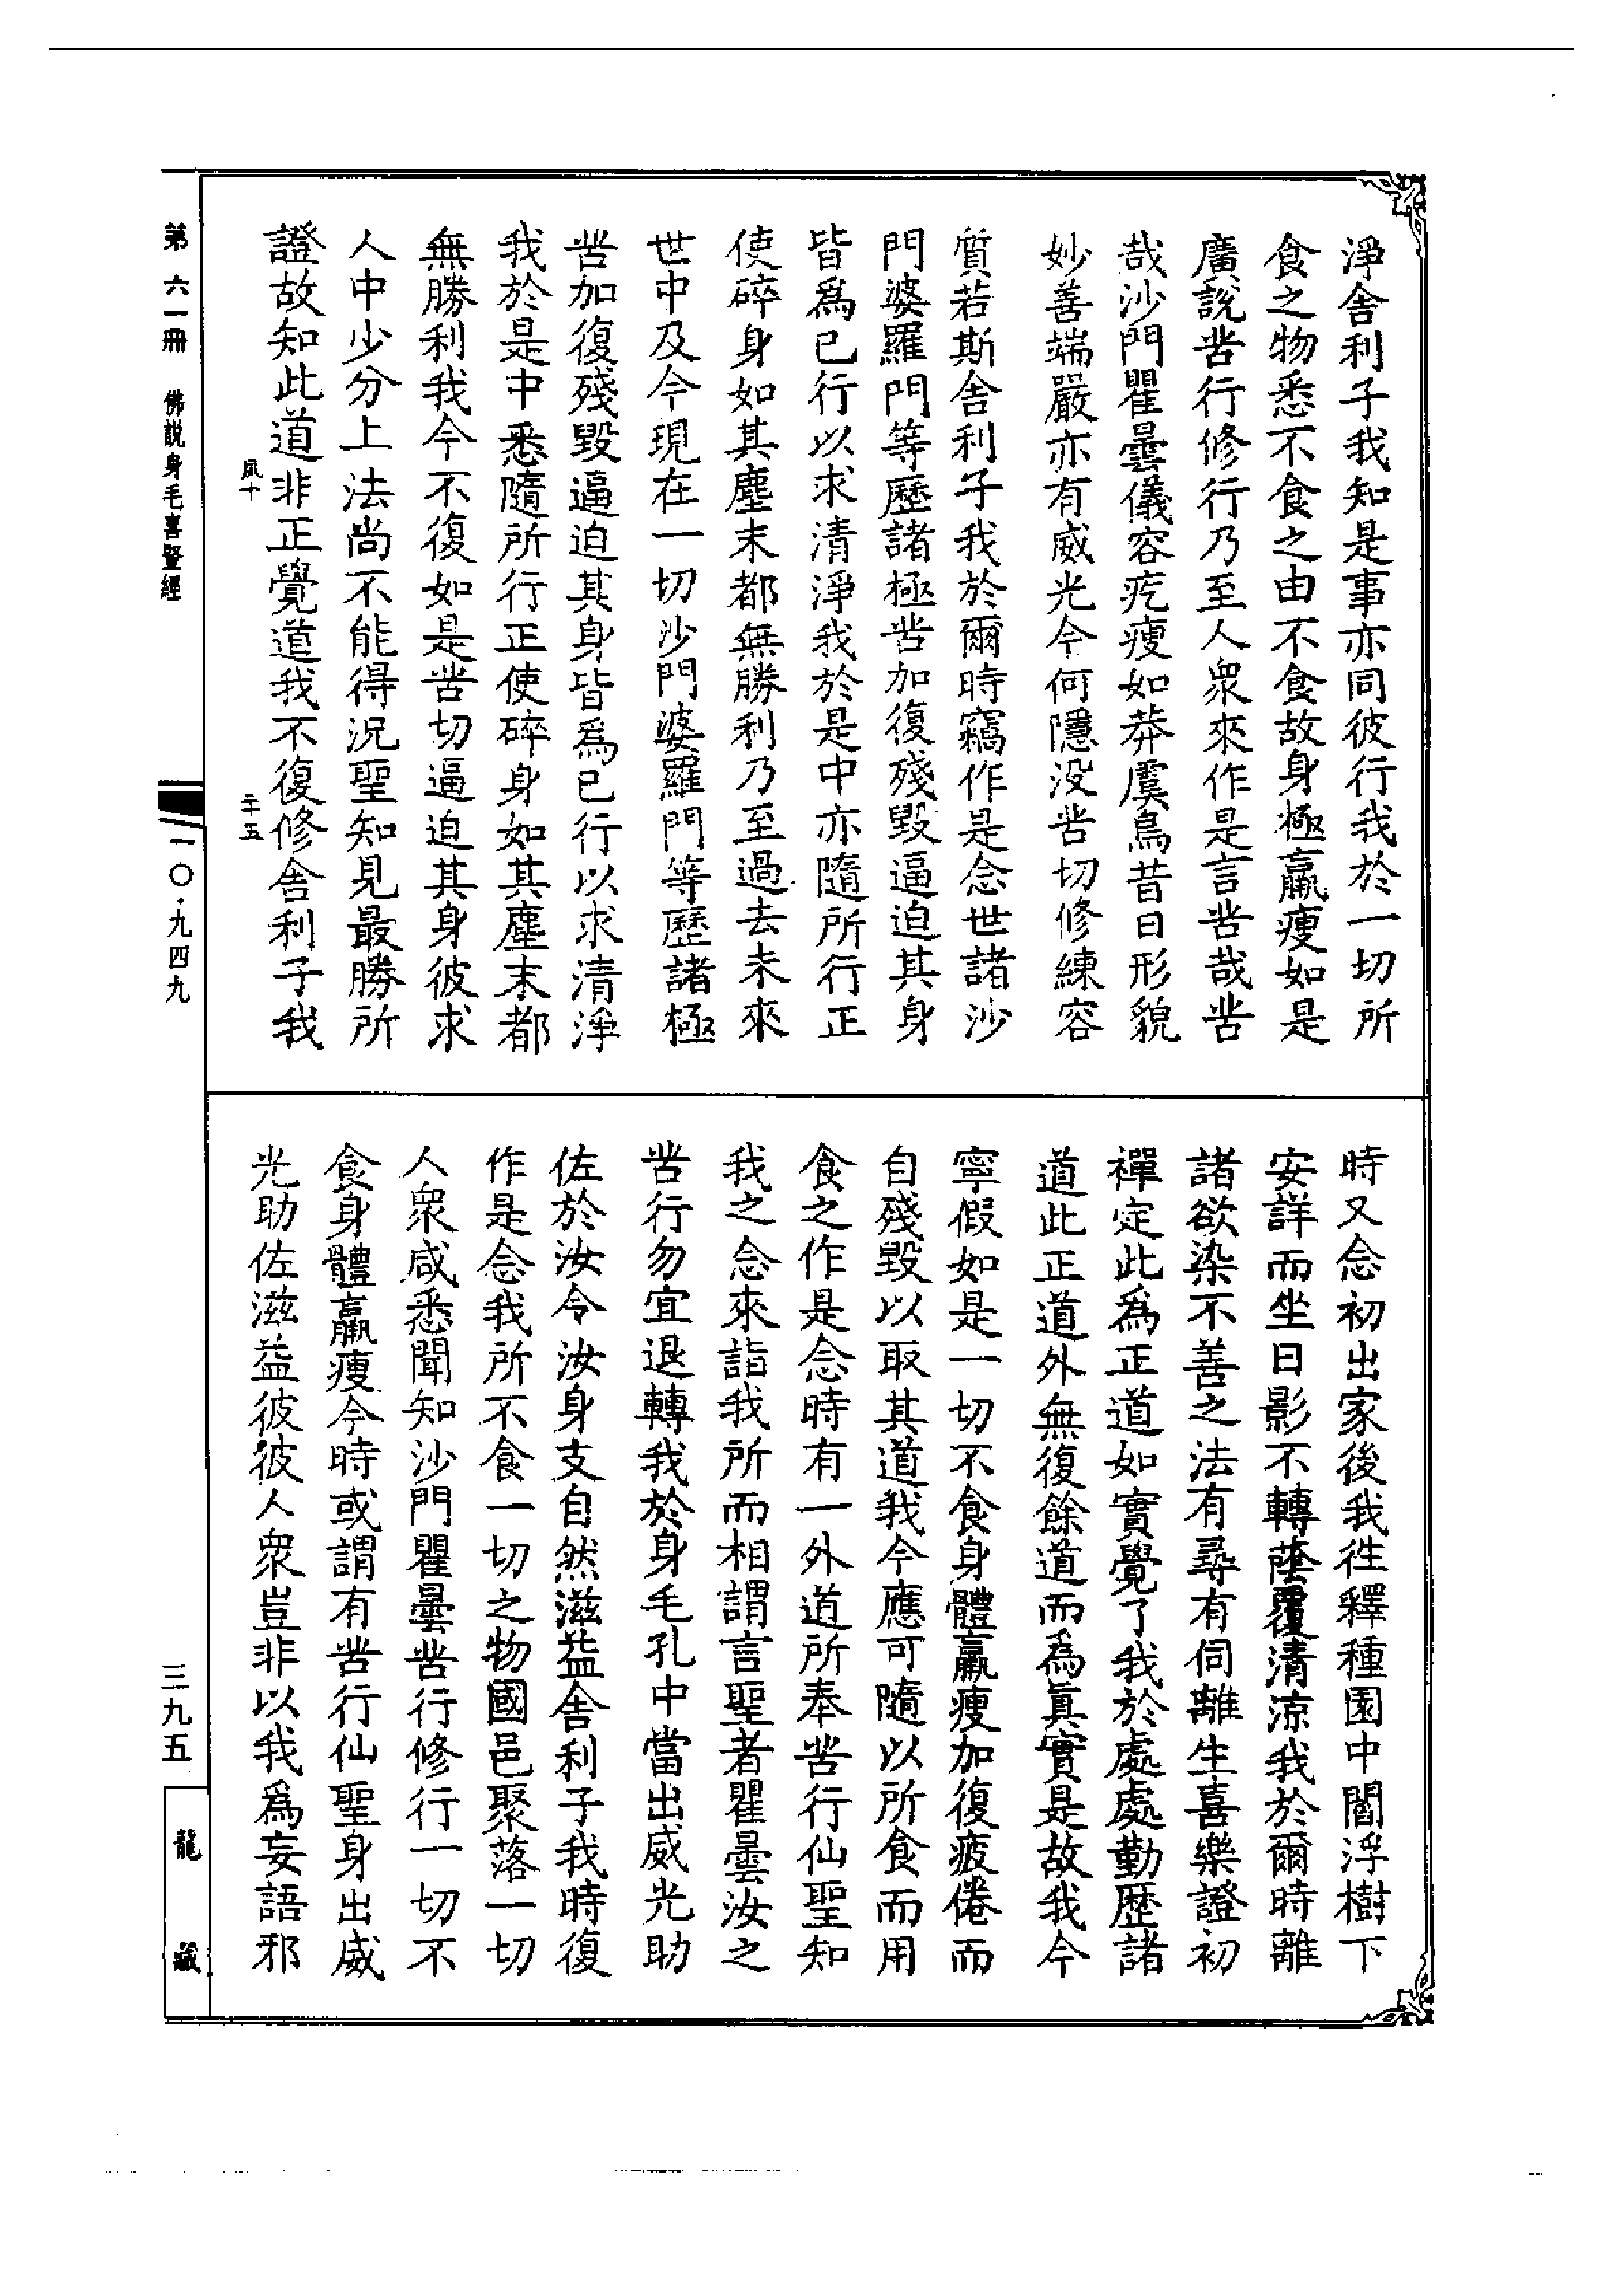 淨舍利子我知是事亦同彼行我於一切所
食之物悉不食之由不食故身極羸瘦如是
廣說苦行修行乃至人衆來作是言苦哉苦
哉沙門瞿曇儀容疙瘦如莽虞鳥昔日形貌
妙善端嚴亦有威光今何隱没苦切修練容
質若斯舍利子我於爾時竊作是念世諸沙
門婆羅門等歷諸極苦加復殘毀逼迫其身
皆爲已行以求清淨我於是中亦隨所行正
使碎身如其塵末都無勝利乃至過去未來
世中及今現在一切沙門婆羅門等歷諸極
苦加復殘毀逼迫其身皆爲已行以求清淨
我於是中悉隨所行正使碎身如其塵末都
無勝利我今不復如是苦切逼迫其身彼求
人中少分上法尚不能得況聖知見最勝所
證故知此道非正覺道我不復修舍利子我
時又念初出家後我往釋種園中閻浮樹下
安詳而坐日影不轉蔭覆清涼我於爾時離
諸欲染不善之法有尋有伺離生喜樂證初
禪定此爲正道如實覺了我於處處勤歷諸
道此正道外無復餘道而爲眞實是故我今
寧假如是一切不食身體羸瘦加復疲倦而
自殘毀以取其道我今應可隨以所食而用
食之作是念時有一外道所奉苦行仙聖知
我之念來詣我所而相謂言聖者瞿曇汝之
苦行勿宜退轉我於身毛孔中當出威光助
佐於汝令汝身支自然滋益舍利子我時復
作是念我所不食一切之物國邑聚落一切
人衆咸悉聞知沙門瞿曇苦行修行一切不
食身體羸瘦今時或謂有苦行仙聖身出威
光助佐滋益彼彼人衆豈非以我爲妄語邪
夙十
二十五
第六一冊 佛説身毛喜豎經
一〇·九四九
三九五
龍藏